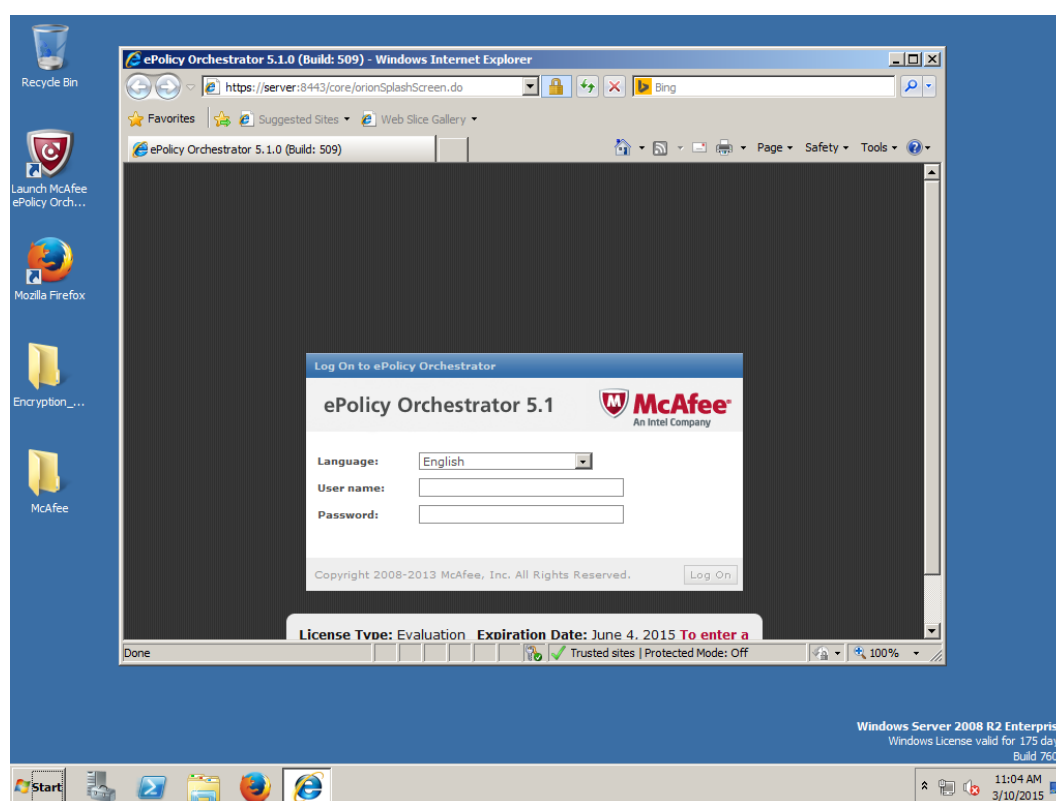 Recycle Bin
Launch McAfee
ePolicy Orch...
Mozilla Firefox
Encryption_...
McAfee
ePolicy Orchestrator 5.1.0 (Build: 509) - Windows Internet Explorer
https://server:8443/core/orionSplashScreen.do
Bing
Favorites
Suggested Sites
Web Slice Gallery
ePolicy Orchestrator 5.1.0 (Build: 509)
Page
Safety
Tools
Log On to ePolicy Orchestrator
ePolicy Orchestrator 5.1
McAfee
An Intel Company
Language:
English
User name:
Password:
Copyright 2008-2013 McAfee, Inc. All Rights Reserved.
Log On
License Type: Evaluation Expiration Date: June 4, 2015 To enter a
Done
Trusted sites | Protected Mode: Off
100%
Windows Server 2008 R2 Enterpris
Windows License valid for 175 day
Build 760
Start
11:04 AM
3/10/2015